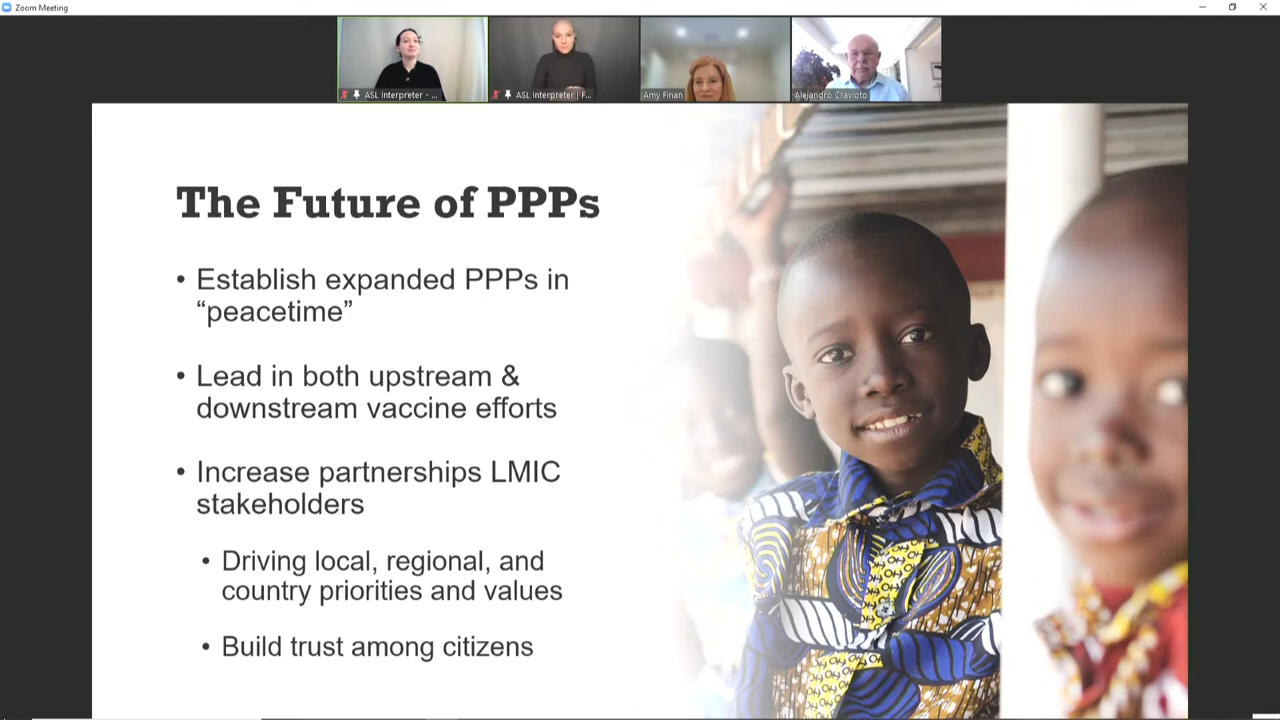 Zoom Meeting
ASL Interpreter - ...
ASL Interpreter | F...
Amy Finan
Alejandro Cravioto
The Future of PPPs
• Establish expanded PPPs in
“peacetime”
• Lead in both upstream &
downstream vaccine efforts
• Increase partnerships LMIC
stakeholders
• Driving local, regional, and
country priorities and values
• Build trust among citizens